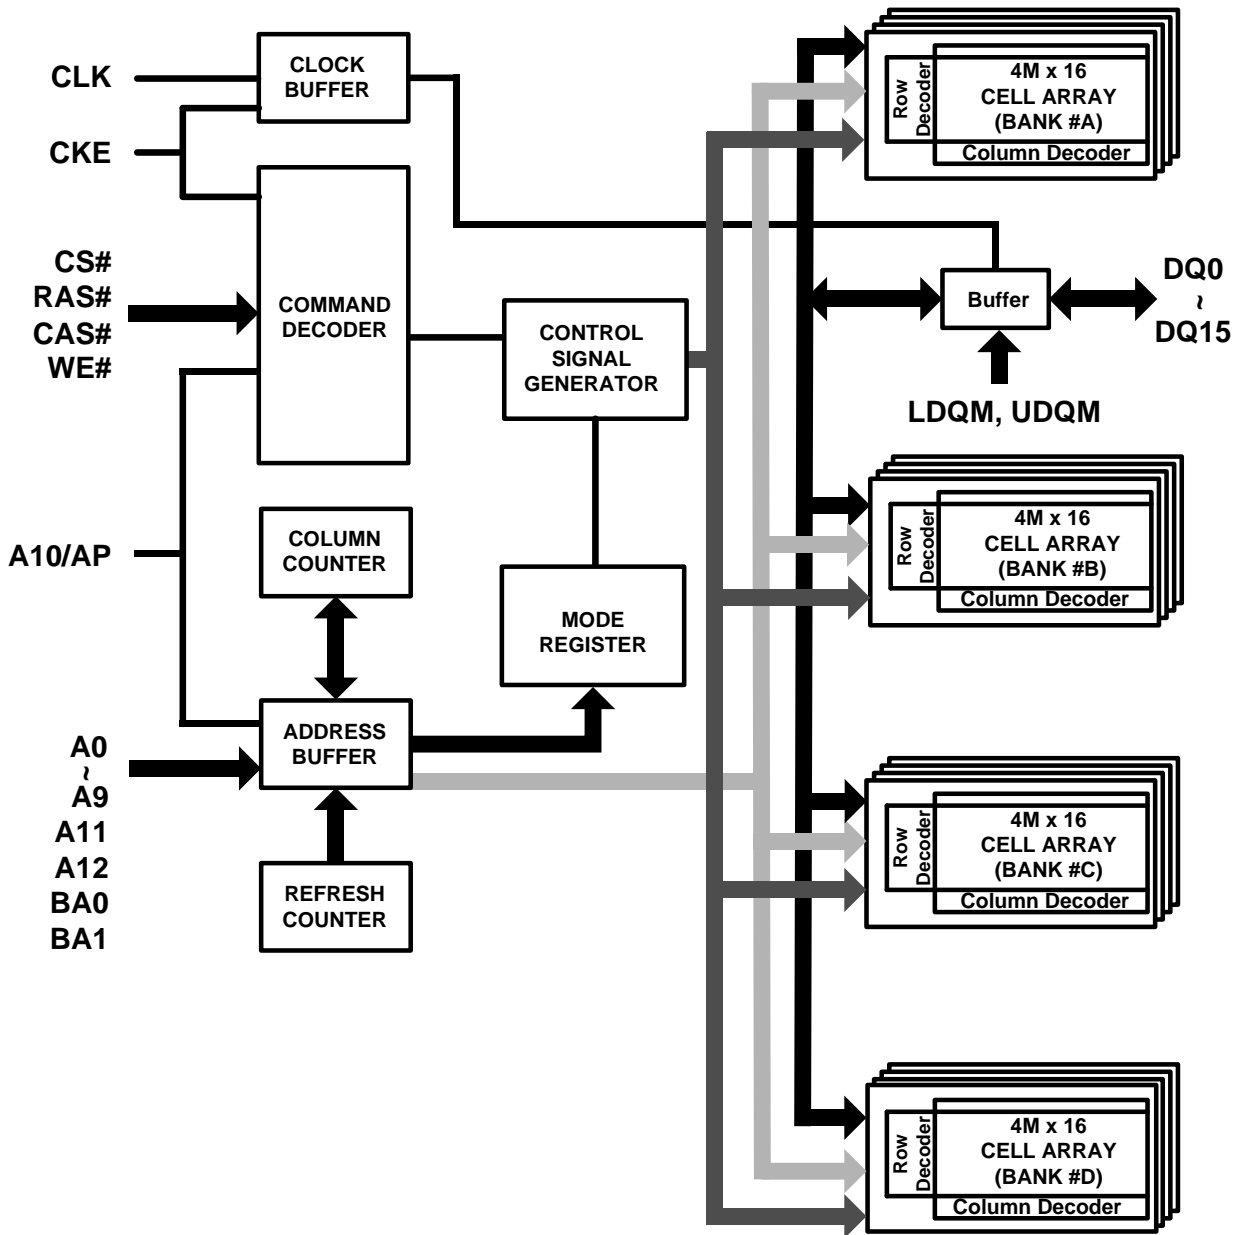 CLK
CKE
CS#
RAS#
CAS#
WE#
A10/AP
A0
~
A9
A11
A12
BA0
BA1
CLOCK
BUFFER
COMMAND
DECODER
COLUMN
COUNTER
ADDRESS
BUFFER
REFRESH
COUNTER
CONTROL
SIGNAL
GENERATOR
MODE
REGISTER
Row
Decoder
4M x 16
CELL ARRAY
(BANK #A)
Column Decoder
Buffer
DQ0
~
DQ15
LDQM, UDQM
Row
Decoder
4M x 16
CELL ARRAY
(BANK #B)
Column Decoder
Row
Decoder
4M x 16
CELL ARRAY
(BANK #C)
Column Decoder
Row
Decoder
4M x 16
CELL ARRAY
(BANK #D)
Column Decoder